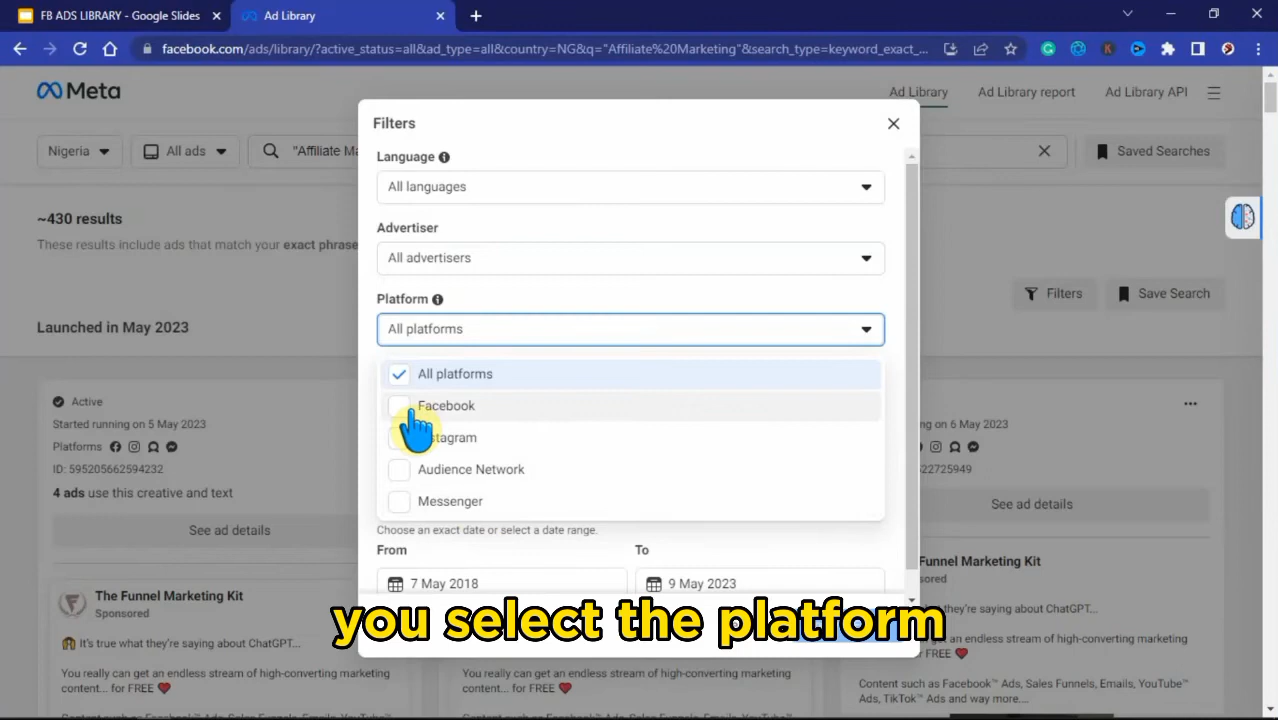 FB ADS LIBRARY - Google Slides
Ad Library
facebook.com/ads/library/?active_status=all&ad_type=all&country=NG&q="Affiliate%20Marketing"&search_type=keyword_exact_...
Meta
Ad Library
Ad Library report
Ad Library API
Nigeria
All ads
"Affiliate Ma
Saved Searches
~430 results
These results include ads that match your exact phrase
Filters
Save Search
Launched in May 2023
Filters
Language
All languages
Advertiser
All advertisers
Platform
All platforms
All platforms
Facebook
stagram
Audience Network
Messenger
Choose an exact date or select a date range.
From
To
7 May 2018
9 May 2023
Active
Started running on 5 May 2023
Platforms
ID: 595205662594232
4 ads use this creative and text
See ad details
The Funnel Marketing Kit
Sponsored
It's true what they're saying about ChatGPT...
You really can get an endless stream of high-converting marketing
content... for FREE
You really can get an endless stream of high-converting marketing
content... for FREE
on 6 May 2023
22725949
See ad details
Funnel Marketing Kit
they're saying about ChatGPT...
an endless stream of high-converting marketing
FREE
Content such as Facebook™ Ads, Sales Funnels, Emails, YouTube™
Ads, TikTok™ Ads and way more....
you select the platform